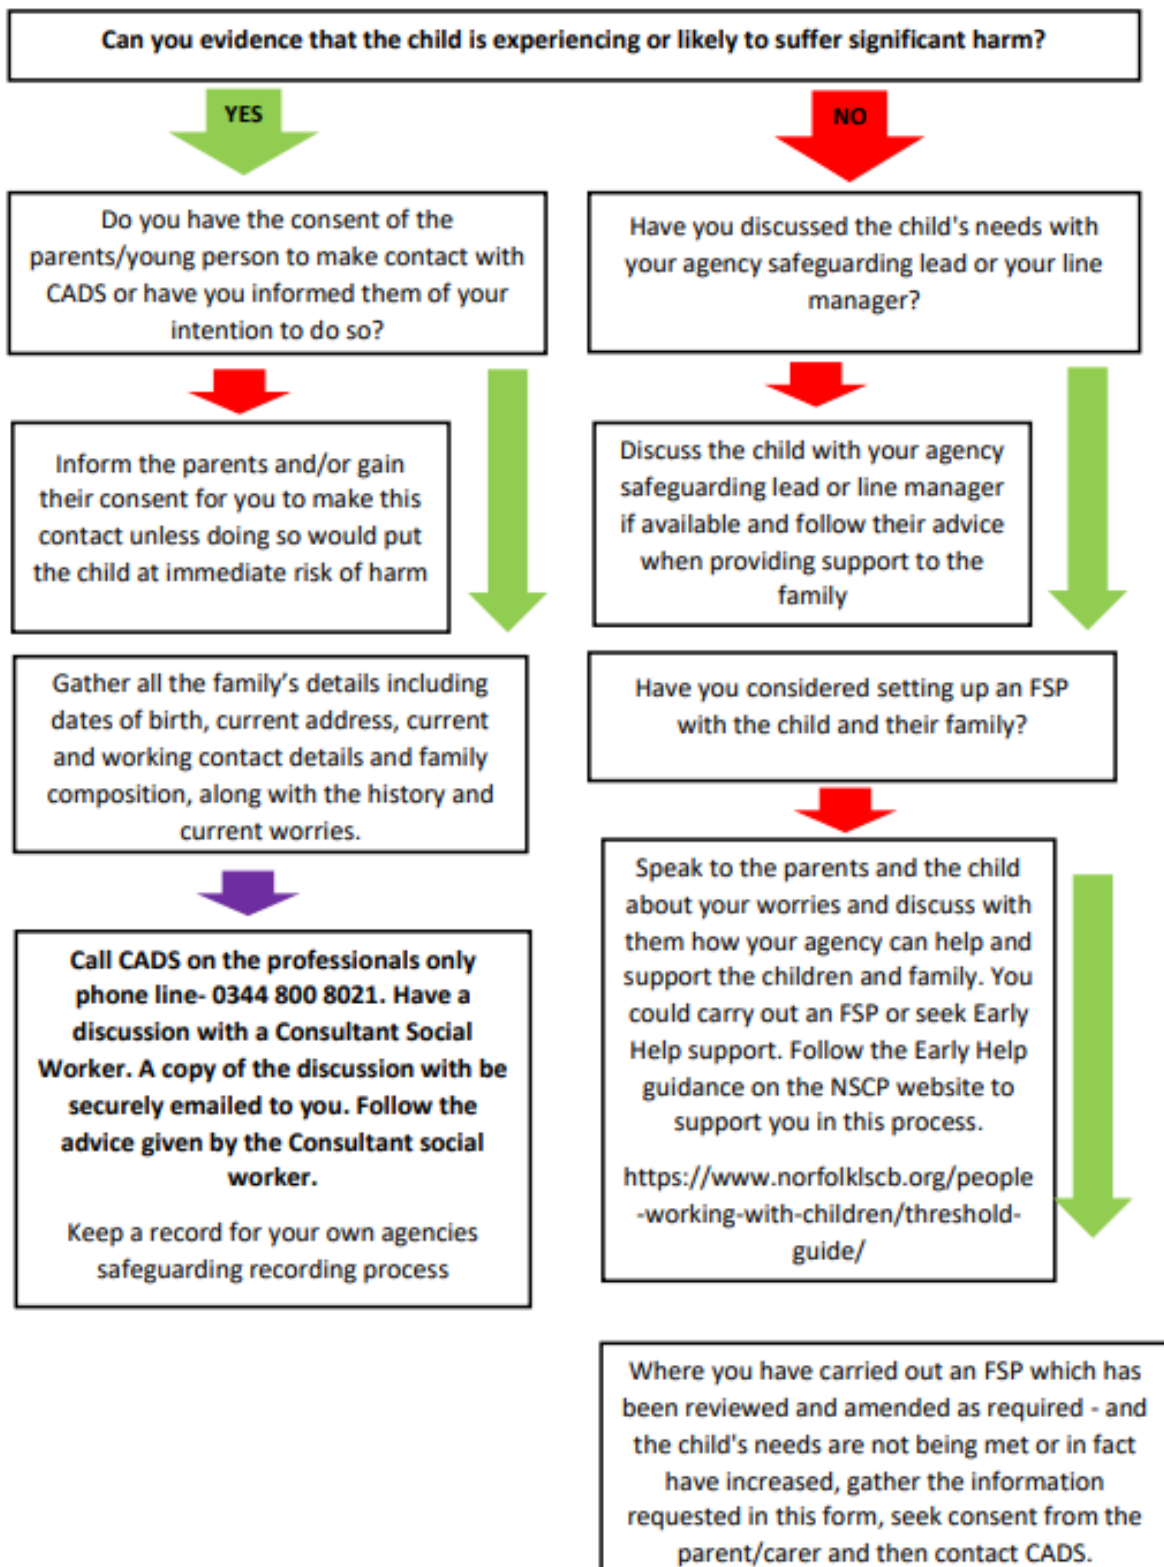 Can you evidence that the child is experiencing or likely to suffer significant harm?
YES
NO
Do you have the consent of the
parents/young person to make contact with
CADS or have you informed them of your
intention to do so?
Have you discussed the child's needs with
your agency safeguarding lead or your line
manager?
Inform the parents and/or gain
their consent for you to make this
contact unless doing so would put
the child at immediate risk of harm
Discuss the child with your agency
safeguarding lead or line manager
if available and follow their advice
when providing support to the
family
Gather all the family’s details including
dates of birth, current address, current
and working contact details and family
composition, along with the history and
current worries.
Have you considered setting up an FSP
with the child and their family?
Call CADS on the professionals only
phone line- 0344 800 8021. Have a
discussion with a Consultant Social
Worker. A copy of the discussion with be
securely emailed to you. Follow the
advice given by the Consultant social
worker.
Keep a record for your own agencies
safeguarding recording process
Speak to the parents and the child
about your worries and discuss with
them how your agency can help and
support the children and family. You
could carry out an FSP or seek Early
Help support. Follow the Early Help
guidance on the NSCP website to
support you in this process.
https://www.norfolklscb.org/people
-working-with-children/threshold-
guide/
Where you have carried out an FSP which has
been reviewed and amended as required - and
the child's needs are not being met or in fact
have increased, gather the information
requested in this form, seek consent from the
parent/carer and then contact CADS.